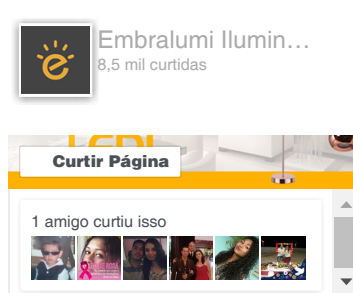 Embralumi Ilumin…
8,5 mil curtidas
Curtir Página
1 amigo curtiu isso